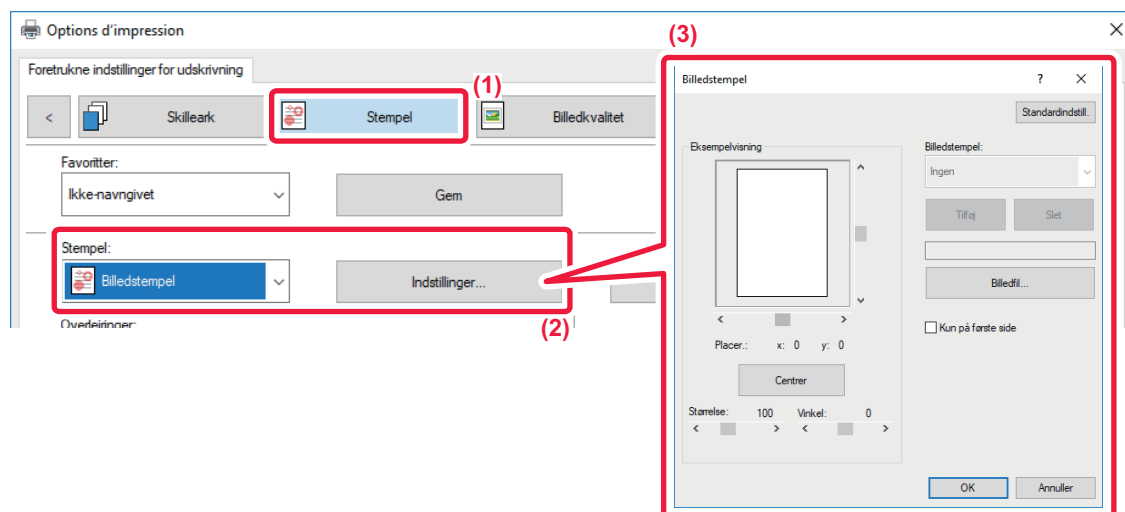 Options d'impression
(3)
Foretrukne indstillinger for udskrivning
(1)
Billedstempel
?
Standardindstill.
<
Skilleark
Stempel
Billedkvalitet
Eksempelvisning
Billedstempel:
Favoritter:
Ingen
Ikke-navngivet
Gem
Tilføj
Slet
Stempel:
Billedstempel
Indstillinger...
Billedfil...
Overlejringer:
(2)
Kun på første side
Placer.: x: 0 y: 0
Centrer
Størrelse: 100 Vinkel: 0
OK
Annuller